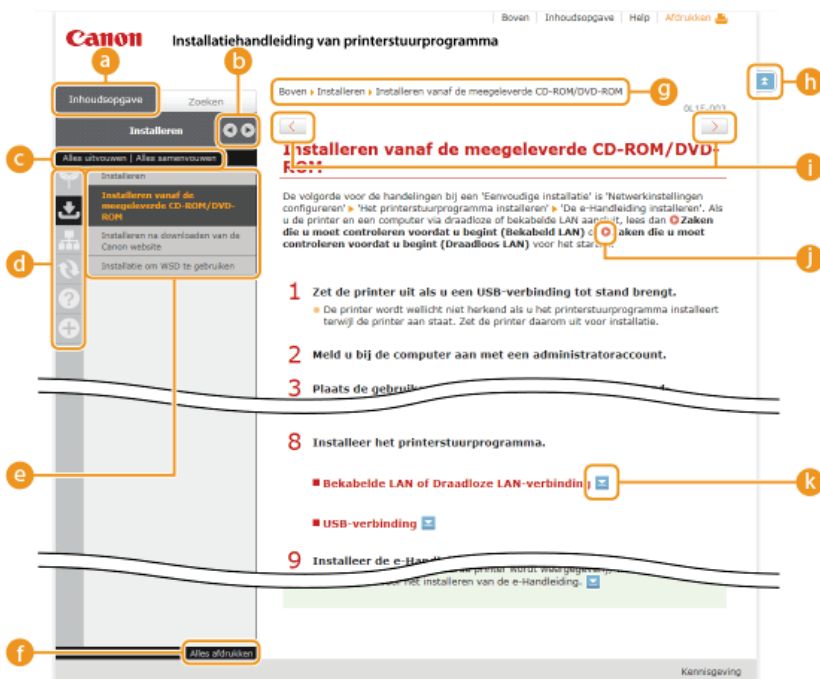 Boven | Inhoudsopgave | Help | Afdrukken
Canon Installatiehandleiding van printerstuurprogramma
a
b
h
Inhoudsopgave Zoeken
Boven Installeren Installeren vanaf de meegeleverde CD-ROM/DVD-ROM
g
0L1F-003
Installeren
i
c
Alles uitvouwen | Alles samenvouwen
Installeren vanaf de meegeleverde CD-ROM/DVD-
ROM
Installeren
Installeren vanaf de
meegeleverde CD-ROM/DVD-
ROM
Installeren na downloaden van de
Canon website
Installatie om WSD te gebruiken
d
e
De volgorde voor de handelingen bij een 'Eenvoudige installatie' is 'Netwerkinstellingen
configureren' 'Het printerstuurprogramma installeren' 'De e-Handleiding installeren'. Als
u de printer en een computer via draadloze of bekabelde LAN aansluit, lees dan Zaken
die u moet controleren voordat u begint (Bekabeld LAN) aken die u moet
controleren voordat u begint (Draadloos LAN) voor het
j
1 Zet de printer uit als u een USB-verbinding tot stand brengt.
De printer wordt wellicht niet herkend als u het printerstuurprogramma installeert
terwijl de printer aan staat. Zet de printer daarom uit voor installatie.
2 Meld u bij de computer aan met een administratoraccount.
3 Plaats de
8 Installeer het printerstuurprogramma.
Bekabelde LAN of Draadloze LAN-verbinding
k
USB-verbinding
9 Installeer de
het installeren van de e-Handleiding.
f
Alles afdrukken
Kennisgeving